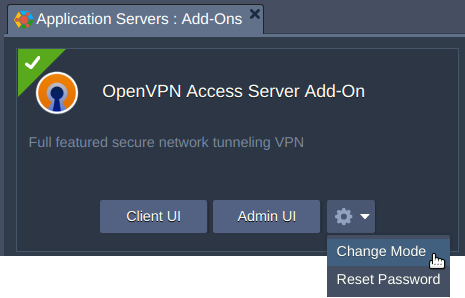 Application Servers : Add-Ons
OpenVPN Access Server Add-On
Full featured secure network tunneling VPN
Client UI
Admin UI
Change Mode
Reset Password